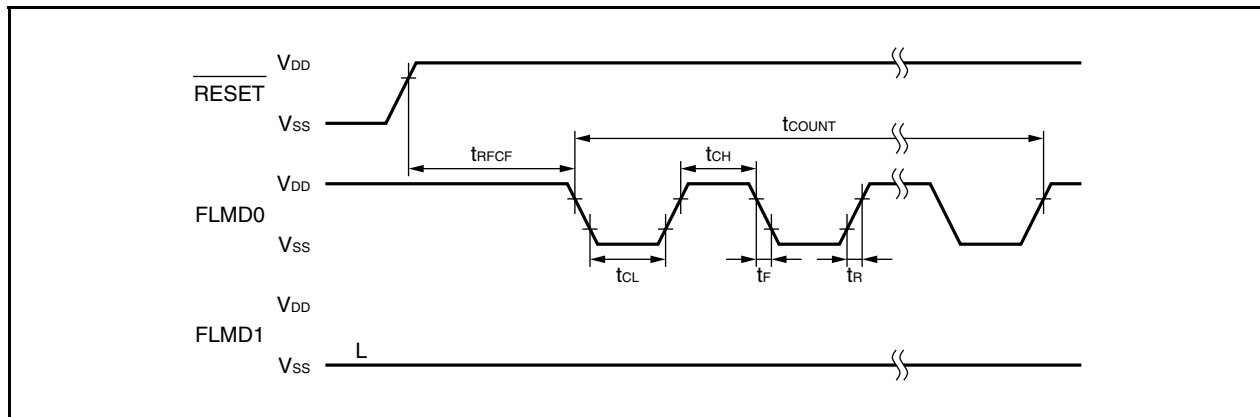 VDD
RESET
VSS
tCOUNT
tRFCF
tCH
VDD
FLMD0
VSS
tCL
tF
tR
VDD
FLMD1
L
VSS